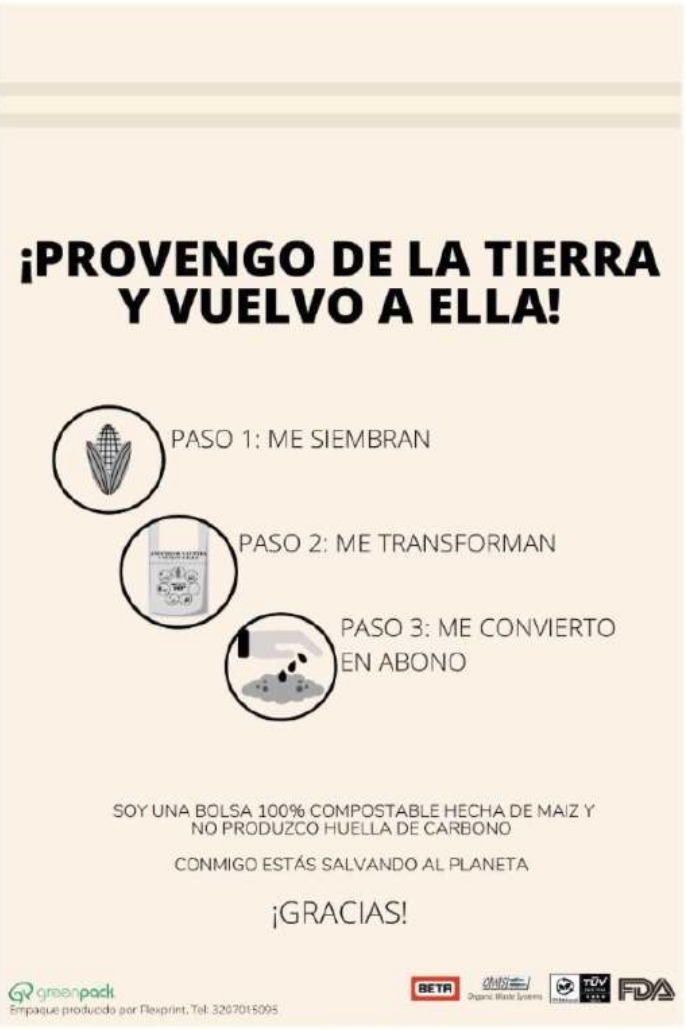 ¡PROVENGO DE LA TIERRA
Y VUELVO A ELLA!
PASO 1: ME SIEMBRAN
PASO 2: ME TRANSFORMAN
PASO 3: ME CONVIERTO
EN ABONO
SOY UNA BOLSA 100% COMPOSTABLE HECHA DE MAIZ Y
NO PRODUZCO HUELLA DE CARBONO
CONMIGO ESTÁS SALVANDO AL PLANETA
¡GRACIAS!
greenpack
Empaque producido por Flexprint. Tel: 3207015095
BETA
Organic Waste Systems
TÜV
FDA